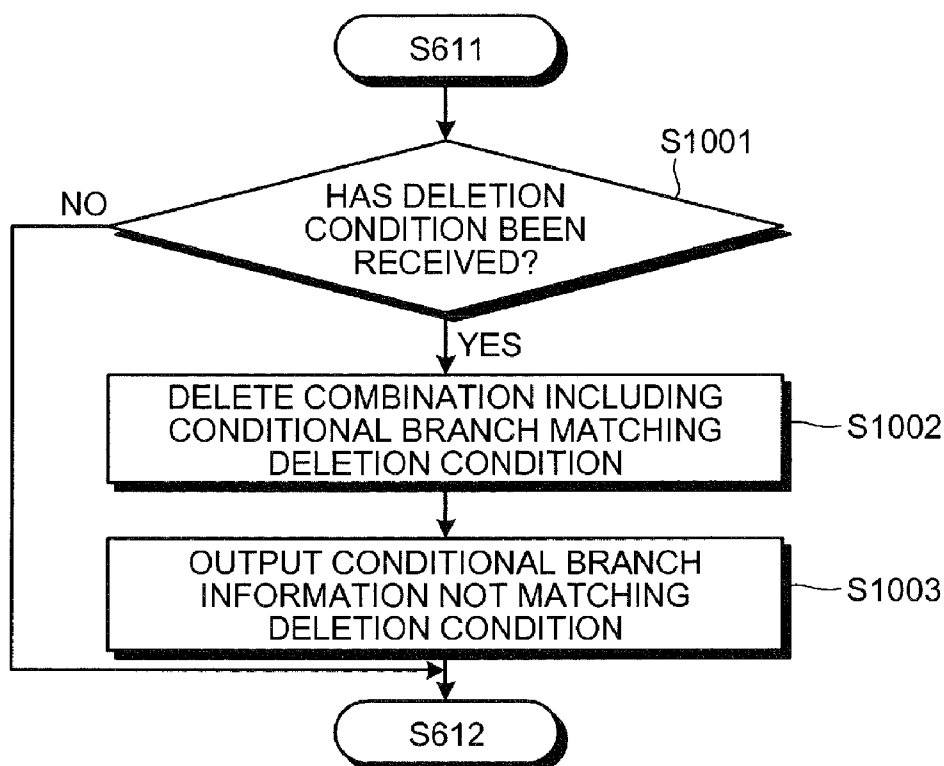 S611
S1001
NO
HAS DELETION
CONDITION BEEN
RECEIVED?
YES
DELETE COMBINATION INCLUDING
CONDITIONAL BRANCH MATCHING
DELETION CONDITION
S1002
OUTPUT CONDITIONAL BRANCH
INFORMATION NOT MATCHING
DELETION CONDITION
S1003
S612